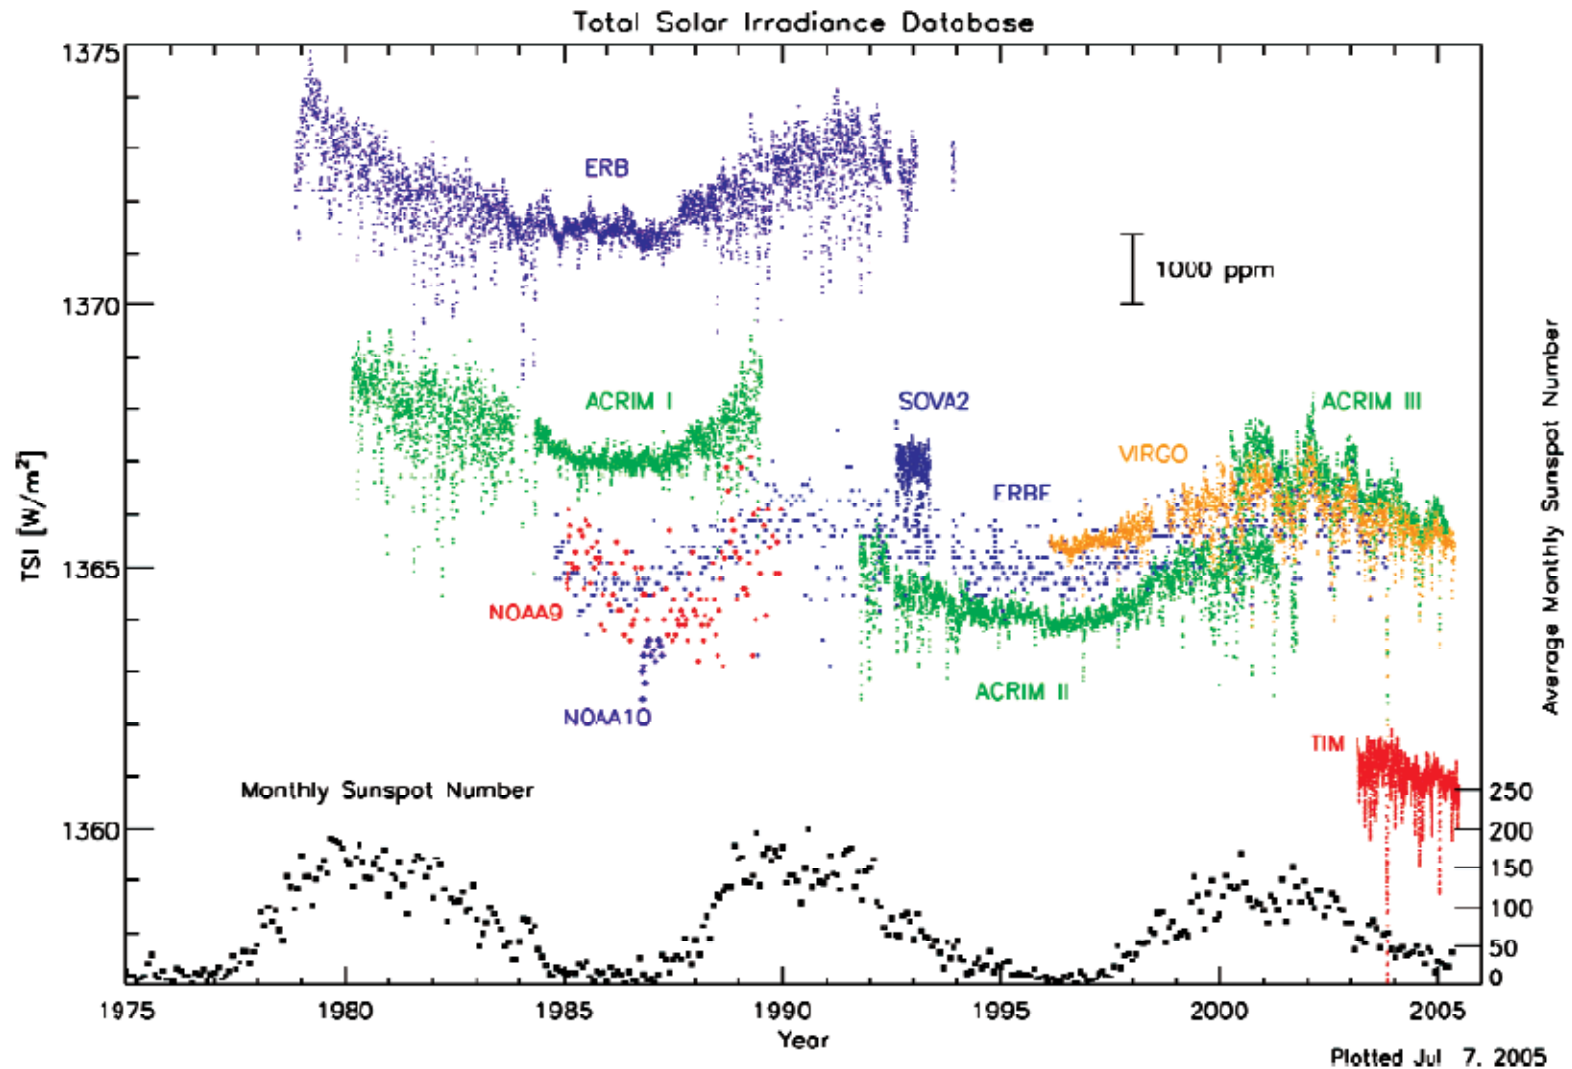 Total Solar Irradiance Database
1375
1370
1365
1360
TSI [W/m²]
ERB
1000 ppm
ACRIM I
SOVA2
ACRIM III
VIRGO
ERBE
NOAA9
ACRIM II
NOAA10
TIM
Monthly Sunspot Number
250
200
150
100
50
0
Average Monthly Sunspot Number
1975 1980 1985 1990 1995 2000 2005
Year
Plotted Jul 7. 2005